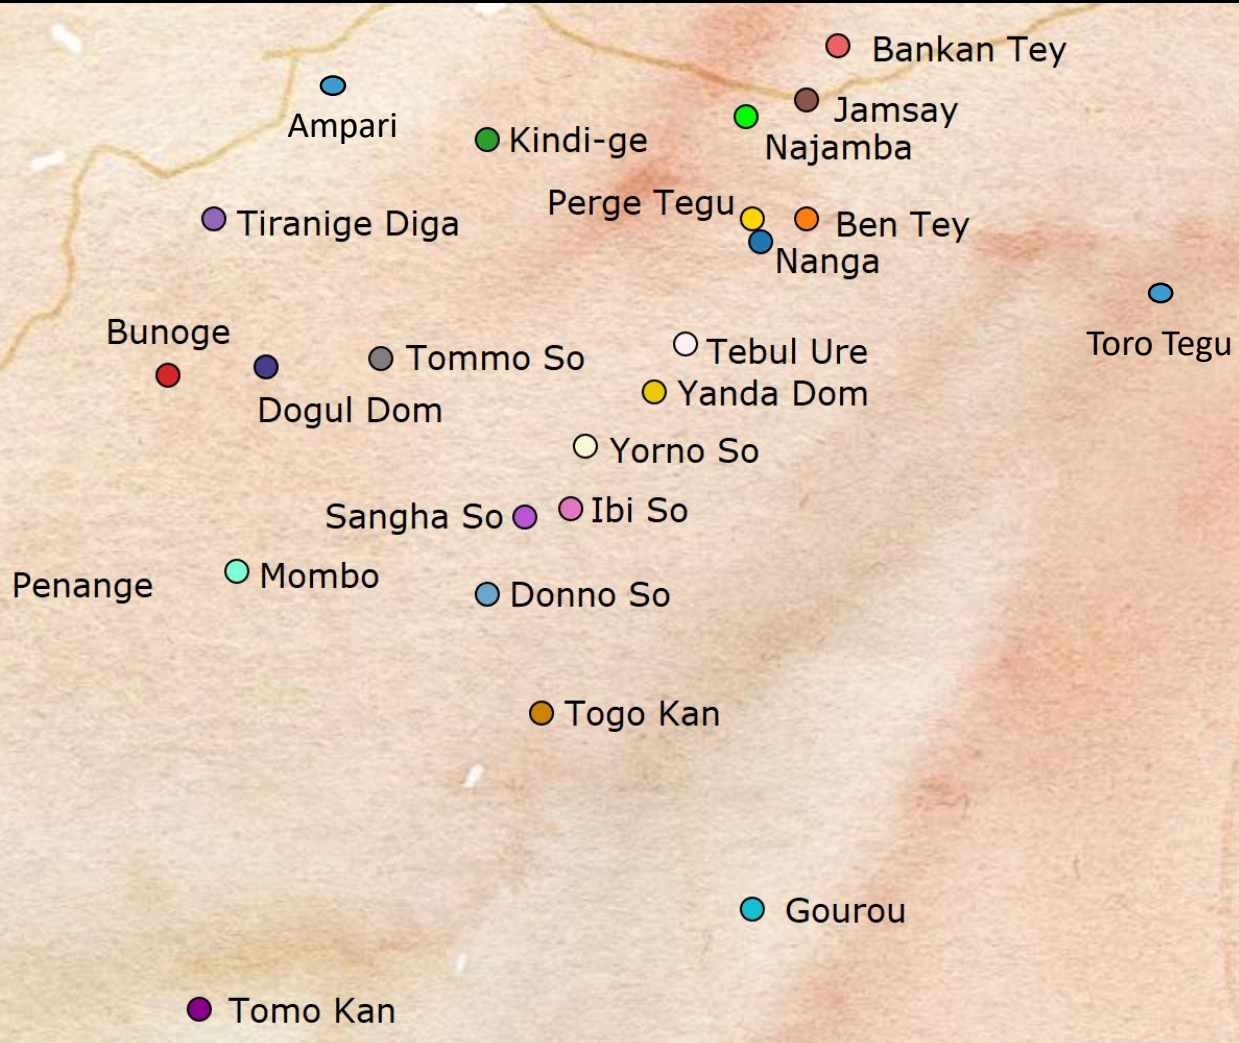 Bankan Tey
Jamsay
Ampari
Kindi-ge
Najamba
Perge Tegu
Tiranige Diga
Ben Tey
Nanga
Bunoge
Toro Tegu
Tommo So
Tebul Ure
Yanda Dom
Dogul Dom
Yorno So
Sangha So
Ibi So
Penange
Mombo
Donno So
Togo Kan
Gourou
Tomo Kan